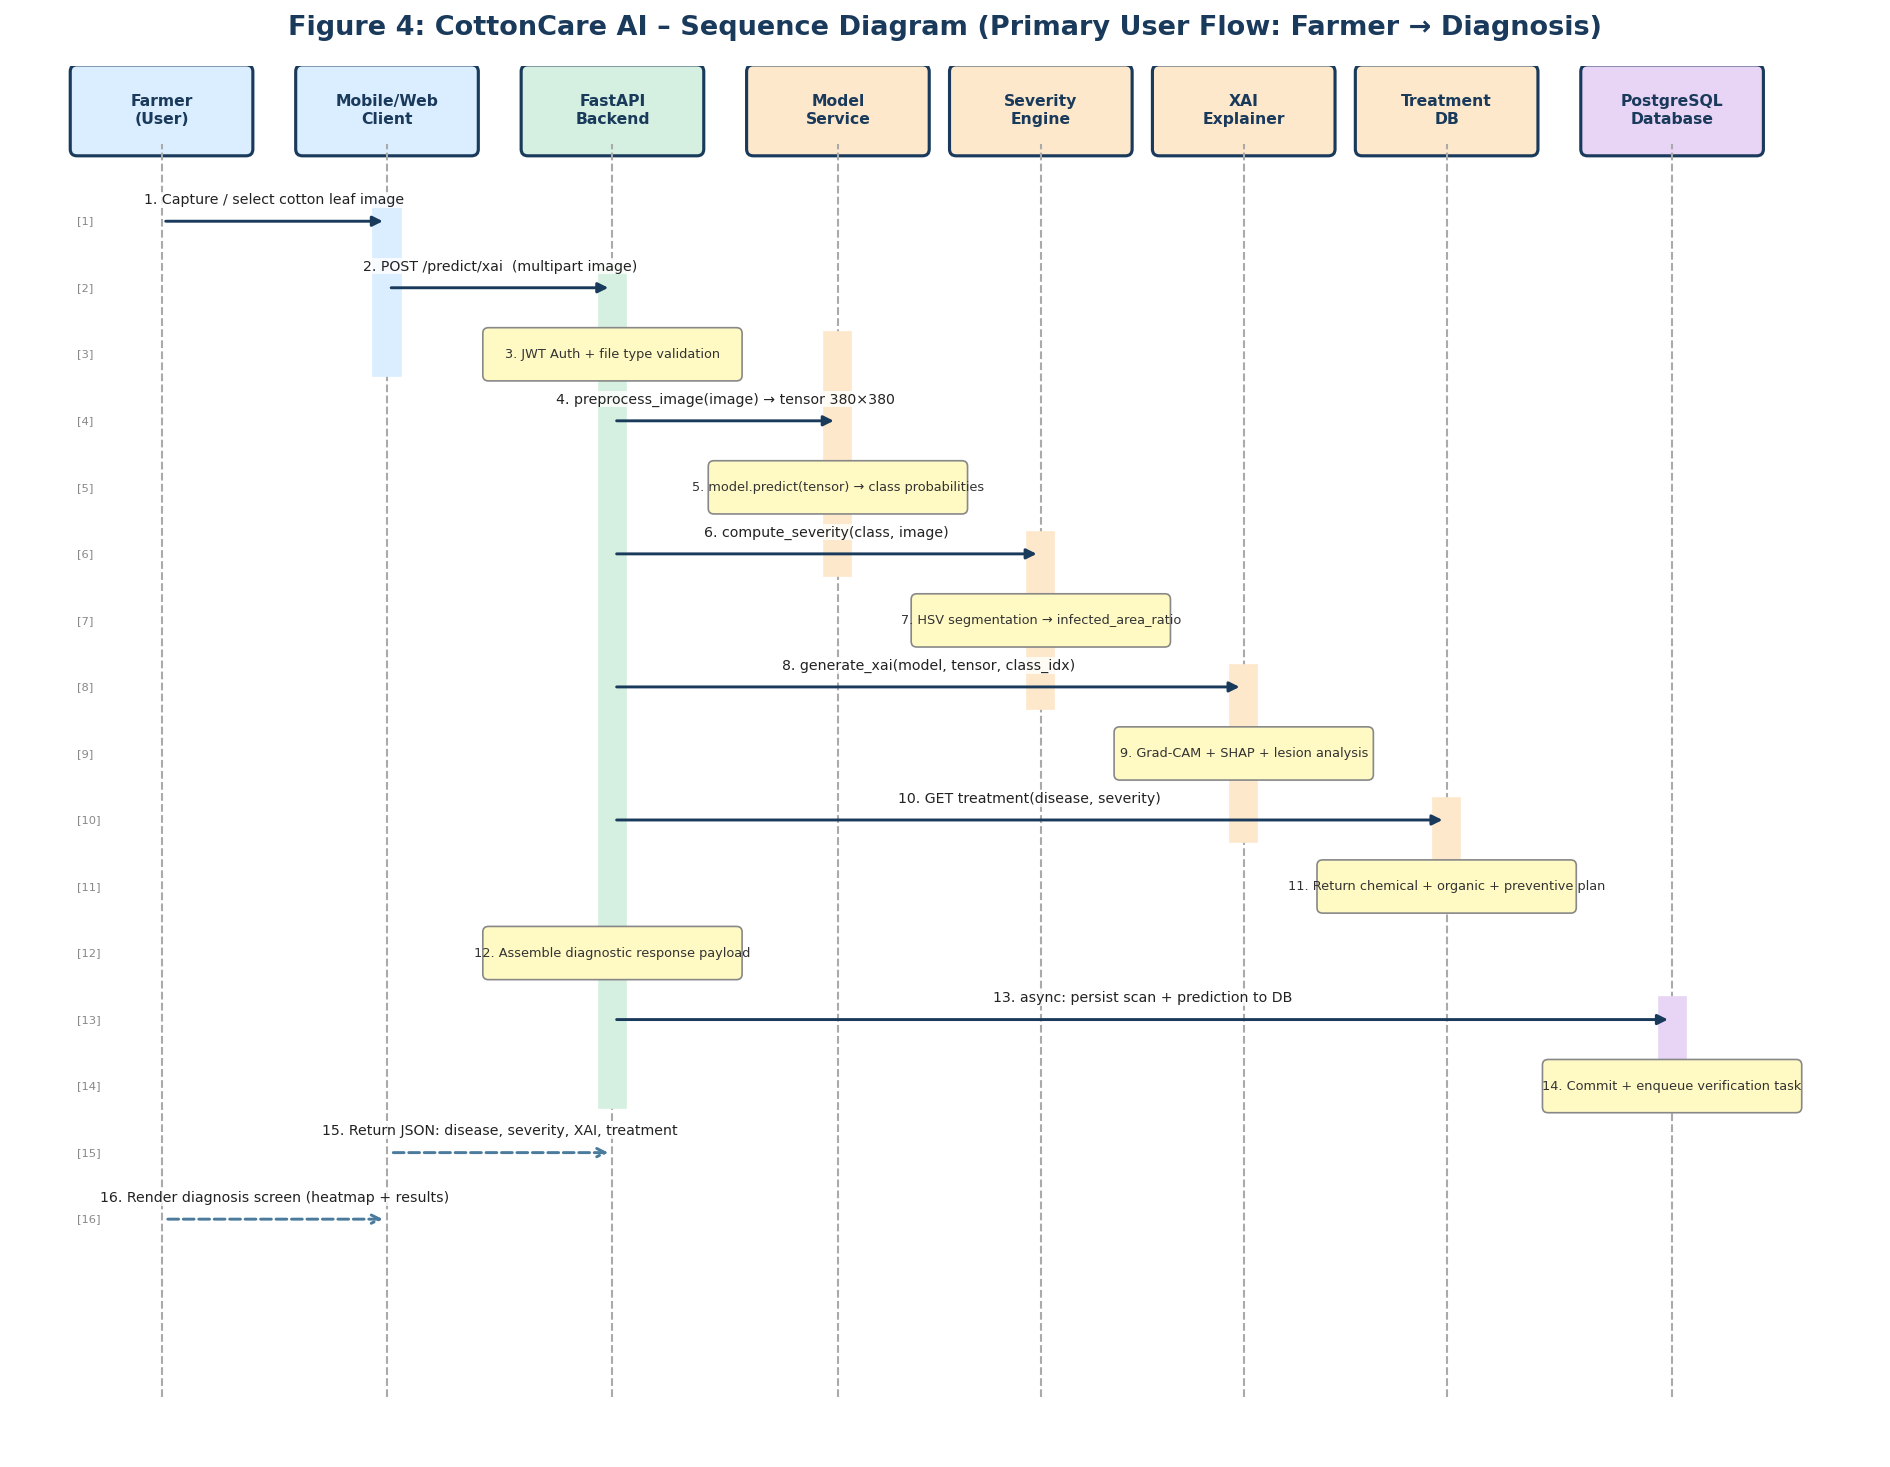 Figure 4: CottonCare AI – Sequence Diagram (Primary User Flow: Farmer → Diagnosis)
Farmer
(User)
Mobile/Web
Client
FastAPI
Backend
Model
Service
Severity
Engine
XAI
Explainer
Treatment
DB
PostgreSQL
Database
1. Capture / select cotton leaf image
[1]
2. POST /predict/xai  (multipart image)
[2]
[3]
3. JWT Auth + file type validation
4. preprocess_image(image) → tensor 380×380
[4]
[5]
5. model.predict(tensor) → class probabilities
6. compute_severity(class, image)
[6]
[7]
7. HSV segmentation → infected_area_ratio
8. generate_xai(model, tensor, class_idx)
[8]
[9]
9. Grad-CAM + SHAP + lesion analysis
10. GET treatment(disease, severity)
[10]
[11]
11. Return chemical + organic + preventive plan
[12]
12. Assemble diagnostic response payload
13. async: persist scan + prediction to DB
[13]
[14]
14. Commit + enqueue verification task
15. Return JSON: disease, severity, XAI, treatment
[15]
16. Render diagnosis screen (heatmap + results)
[16]